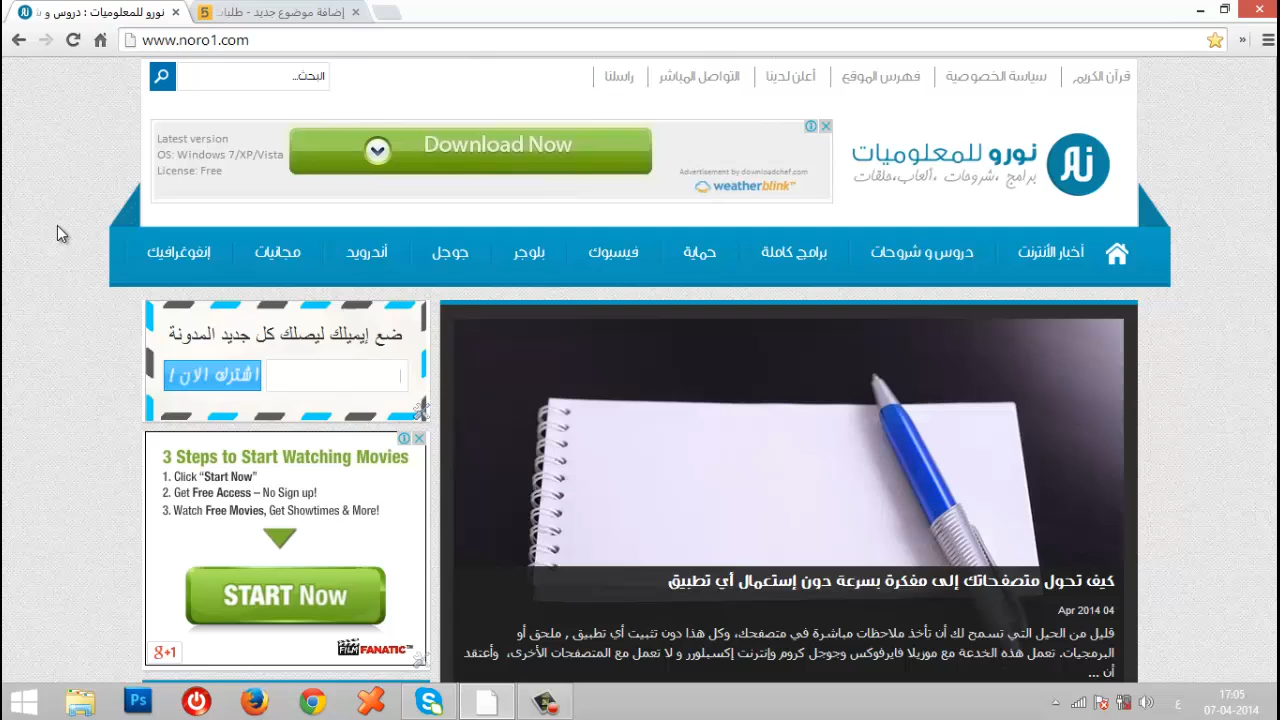 نورو للمعلوميات : دروس و
إضافة موضوع جديد - طلبات
www.noro1.com
قرآن الكريم
سياسة الخصوصية
فهرس الموقع
أعلن لدينا
التواصل المباشر
راسلنا
البحث...
Latest version
OS: Windows 7/XP/Vista
License: Free
Download Now
Advertisement by downloadchef.com
weatherblink™
نورو للمعلوميات
برامج ,شروحات ,ألعاب,حلقات
أخبار الأنترنت
دروس و شروحات
برامج كاملة
حماية
فيسبوك
بلوجر
جوجل
أندرويد
مجانيات
إنفوغرافيك
ضع إيميلك ليصلك كل جديد المدونة
اشترك الان !
3 Steps to Start Watching Movies
1. Click “Start Now”
2. Get Free Access – No Sign up!
3. Watch Free Movies, Get Showtimes & More!
START Now
g+1
FILM FANATIC™
كيف تحول متصفحاتك إلى مفكرة بسرعة دون إستعمال أي تطبيق
04 Apr 2014
قليل من الحيل التي تسمح لك أن تأخذ ملاحظات مباشرة في متصفحك، وكل هذا دون تثبيت أي تطبيق , ملحق أو
البرمجيات. تعمل هذه الخدعة مع موزيلا فايرفوكس وجوجل كروم وإنترنت إكسبلورر و لا تعمل مع المتصفحات الأخرى، وأعتقد
أن ...
Ps
ع
17:05
07-04-2014